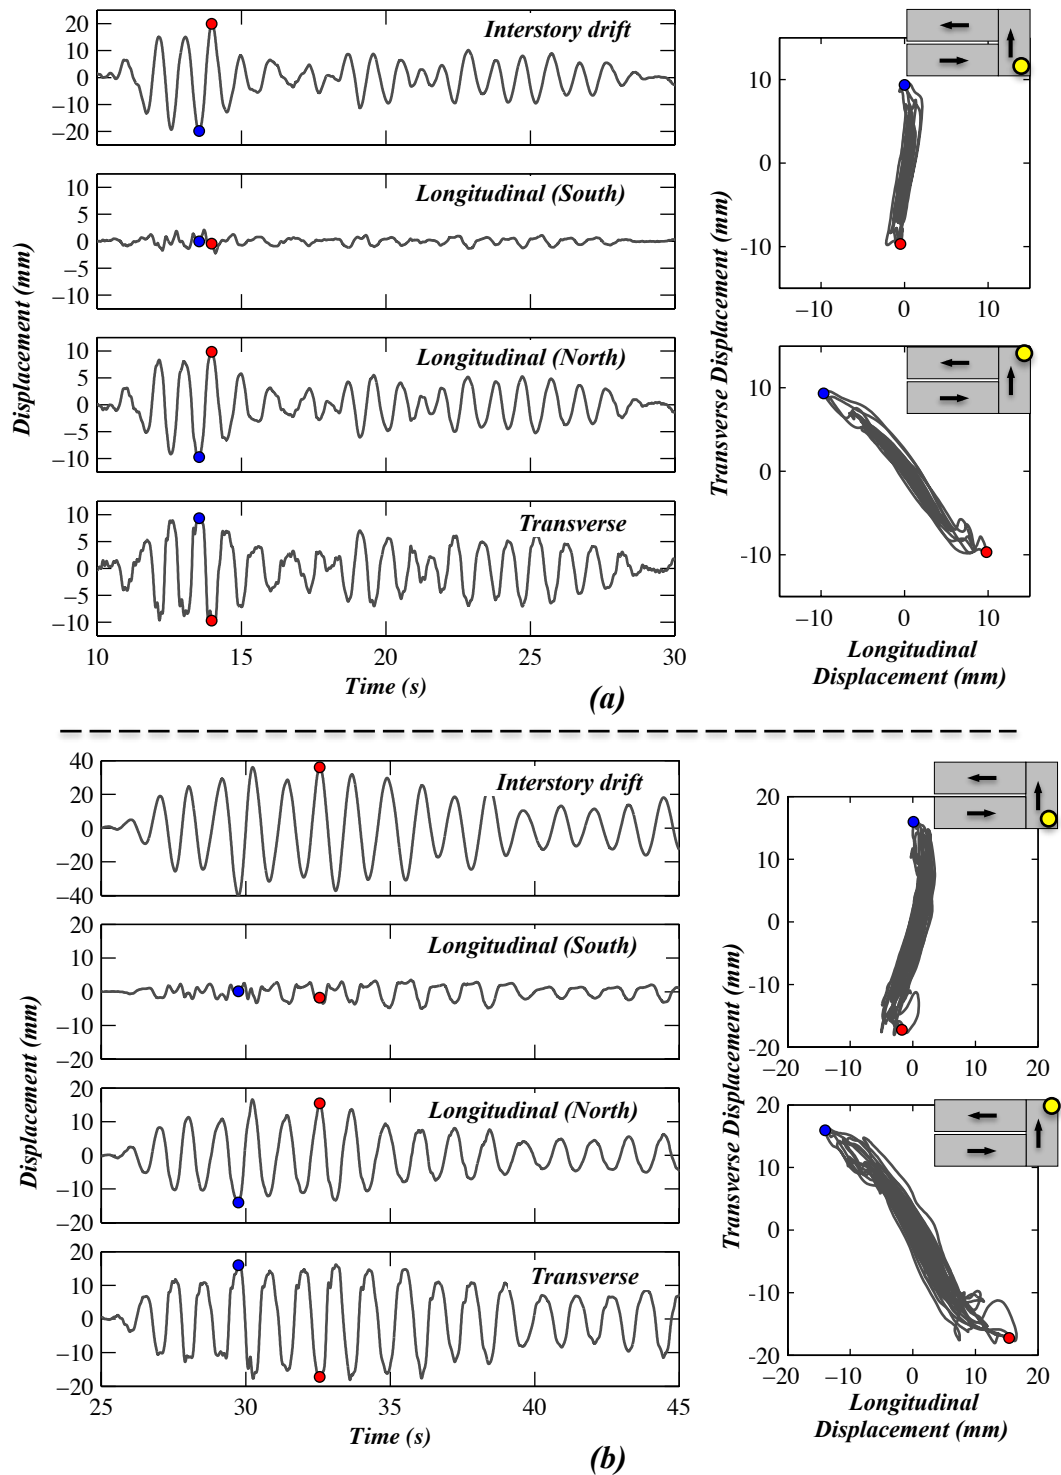 Interstory drift
20
10
0
−10
−20
Longitudinal (South)
10
5
0
−5
−10
Longitudinal (North)
10
5
0
−5
−10
Transverse
10
5
0
−5
−10
10 15 20 25 30
Time (s)
Displacement (mm)
10
0
-10
−10 0 10
10
0
-10
−10 0 10
Transverse Displacement (mm)
Longitudinal
Displacement (mm)
(a)
Interstory drift
40
20
0
−20
−40
Longitudinal (South)
20
10
0
−10
−20
Longitudinal (North)
20
10
0
−10
−20
Transverse
20
10
0
−10
−20
25 30 35 40 45
Time (s)
Displacement (mm)
20
10
0
-10
-20
−20 −10 0 10 20
20
10
0
-10
-20
−20 −10 0 10 20
Transverse Displacement (mm)
Longitudinal
Displacement (mm)
(b)